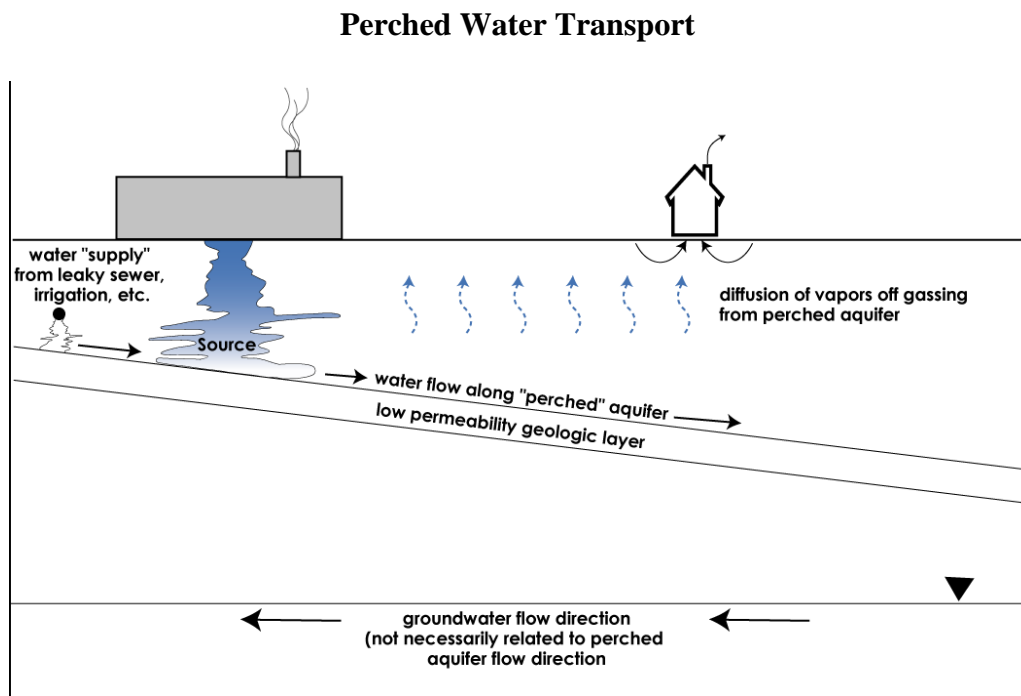 Perched Water Transport
water "supply"
from leaky sewer,
irrigation, etc.
Source
diffusion of vapors off gassing
from perched aquifer
water flow along "perched" aquifer
low permeability geologic layer
groundwater flow direction
(not necessarily related to perched
aquifer flow direction